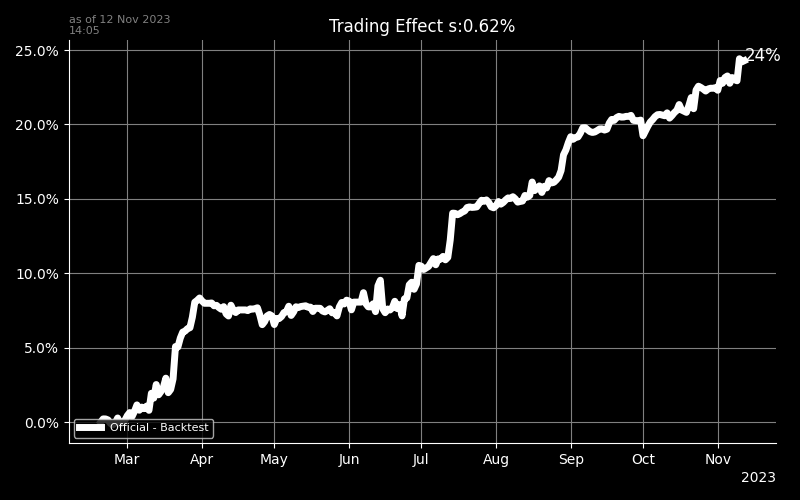 as of 12 Nov 2023
14:05
Trading Effect s:0.62%
25.0%
24%
20.0%
15.0%
10.0%
5.0%
0.0%
Official - Backtest
Mar Apr May Jun Jul Aug Sep Oct Nov
2023